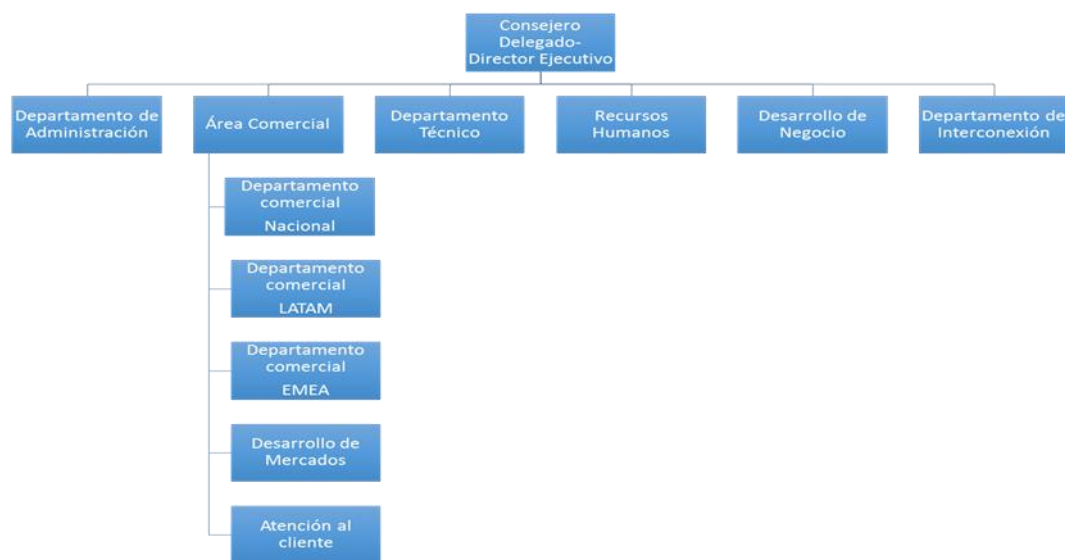 Consejero
Delegado-
Director Ejecutivo
Departamento de
Administración
Área Comercial
Departamento
Técnico
Recursos
Humanos
Desarrollo de
Negocio
Departamento de
Interconexión
Departamento
comercial
Nacional
Departamento
comercial
LATAM
Departamento
comercial
EMEA
Desarrollo de
Mercados
Atención al
cliente